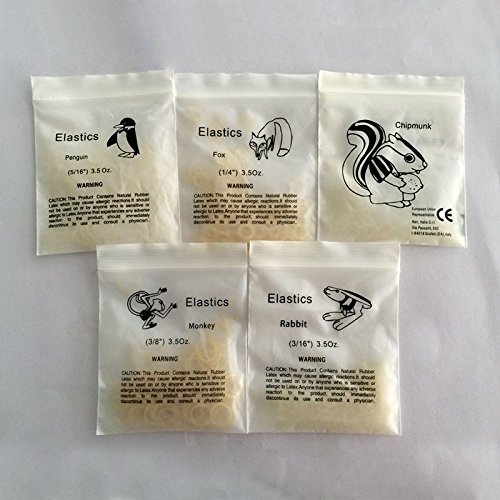 Elastics
Penguin
(5/16") 3.5Oz.
WARNING
CAUTION:This Product Contains Natural Rubber
Latex which may cause allergic reactions.It should
not be used on or by anyone who is sensitive or
allergic to Latex.Anyone that experiences any adverse
reaction to the product should immediately
discontinue its use and consult a physician.
Elastics
Fox
(1/4") 3.5Oz.
WARNING
CAUTION:This Product Contains Natural Rubber
Latex which may cause allergic reactions.It should
not be used on or by anyone who is sensitive or
allergic to Latex.Anyone that experiences any adverse
reaction to the product should immediately
discontinue its use and consult a physician.
Chipmunk
European Union
Representative
Italia S.r.l
Via
I-84018 Scafati (SA), Italy
CE
Elastics
Monkey
(3/8") 3.5Oz.
WARNING
CAUTION:This Product Contains Natural Rubber
Latex which may cause allergic reactions.It should
not be used on or by anyone who is sensitive or
allergic to Latex.Anyone that experiences any adverse
reaction to the product should immediately
discontinue its use and consult a physician.
Elastics
Rabbit
(3/16") 3.5Oz.
WARNING
CAUTION:This Product Contains Natural Rubber
Latex which may cause allergic reactions.It should
not be used on or by anyone who is sensitive or
allergic to Latex.Anyone that experiences any adverse
reaction to the product should immediately
discontinue its use and consult a physician.